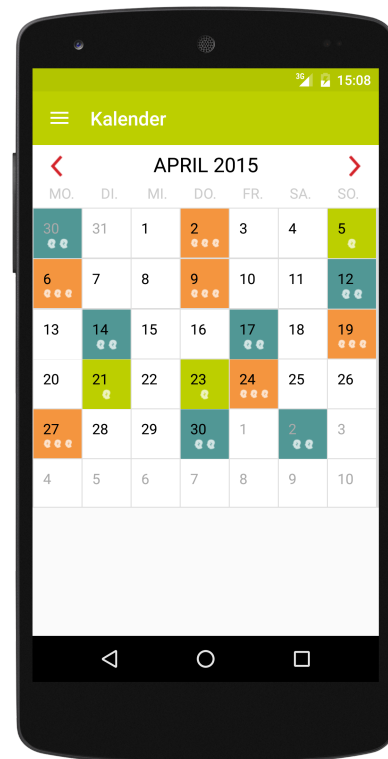 3G 15:08
Kalender
APRIL 2015
MO. DI. MI. DO. FR. SA. SO.
30 31 1 2 3 4 5
6 7 8 9 10 11 12
13 14 15 16 17 18 19
20 21 22 23 24 25 26
27 28 29 30 1 2 3
4 5 6 7 8 9 10